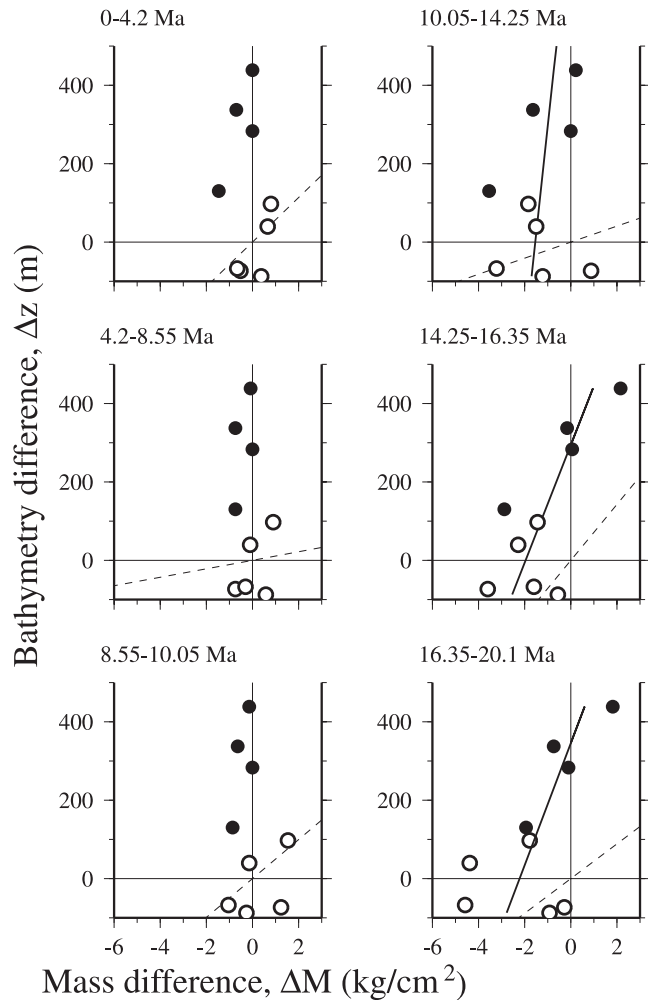 0-4.2 Ma
10.05-14.25 Ma
400
400
200
200
0
0
4.2-8.55 Ma
14.25-16.35 Ma
400
400
200
200
0
0
8.55-10.05 Ma
16.35-20.1 Ma
400
400
200
200
0
0
-6 -4 -2 0 2
-6 -4 -2 0 2
Bathymetry difference, Δz (m)
Mass difference, ΔM (kg/cm²)